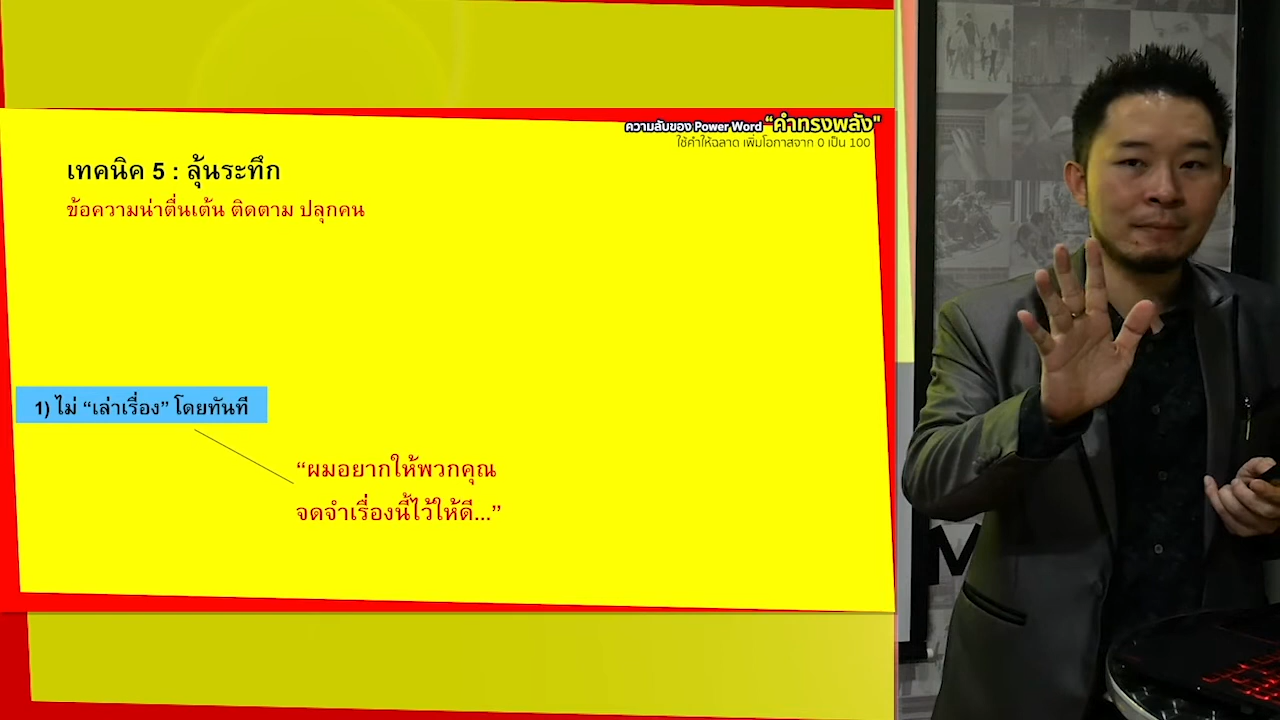 ความลับของ Power Word “คำทรงพลัง"
ใช้คำให้ฉลาด เพิ่มโอกาสจาก 0 เป็น 100
เทคนิค 5 : ลุ้นระทึก
ข้อความน่าตื่นเต้น ติดตาม ปลุกคน
1) ไม่ “เล่าเรื่อง” โดยทันที
“ผมอยากให้พวกคุณ
จดจำเรื่องนี้ไว้ให้ดี...”